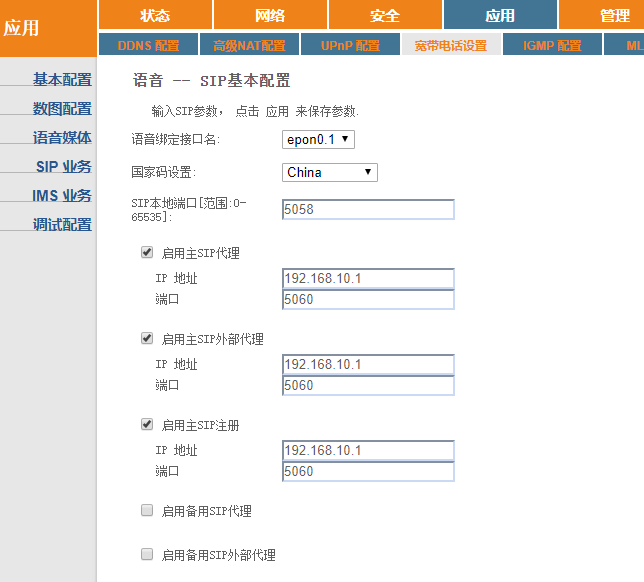 应用
状态 网络 安全 应用 管理
DDNS 配置 高级NAT配置 UPnP 配置 宽带电话设置 IGMP 配置 ML
基本配置
数图配置
语音媒体
SIP 业务
IMS 业务
调试配置
语音 -- SIP基本配置
输入SIP参数， 点击 应用 来保存参数.
语音绑定接口名: epon0.1
国家码设置: China
SIP本地端口[范围:0-
65535]: 5058
启用主SIP代理
IP 地址 192.168.10.1
端口 5060
启用主SIP外部代理
IP 地址 192.168.10.1
端口 5060
启用主SIP注册
IP 地址 192.168.10.1
端口 5060
启用备用SIP代理
启用备用SIP外部代理